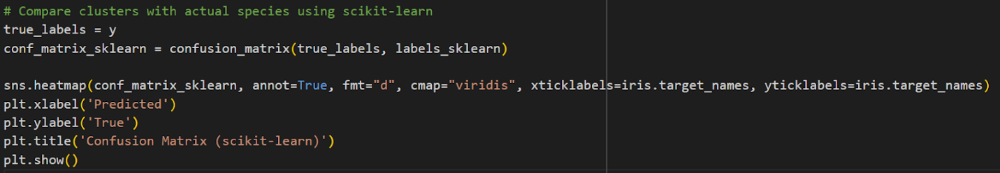 # Compare clusters with actual species using scikit-learn
true_labels = y
conf_matrix_sklearn = confusion_matrix(true_labels, labels_sklearn)
sns.heatmap(conf_matrix_sklearn, annot=True, fmt="d", cmap="viridis", xticklabels=iris.target_names, yticklabels=iris.target_names)
plt.xlabel('Predicted')
plt.ylabel('True')
plt.title('Confusion Matrix (scikit-learn)')
plt.show()